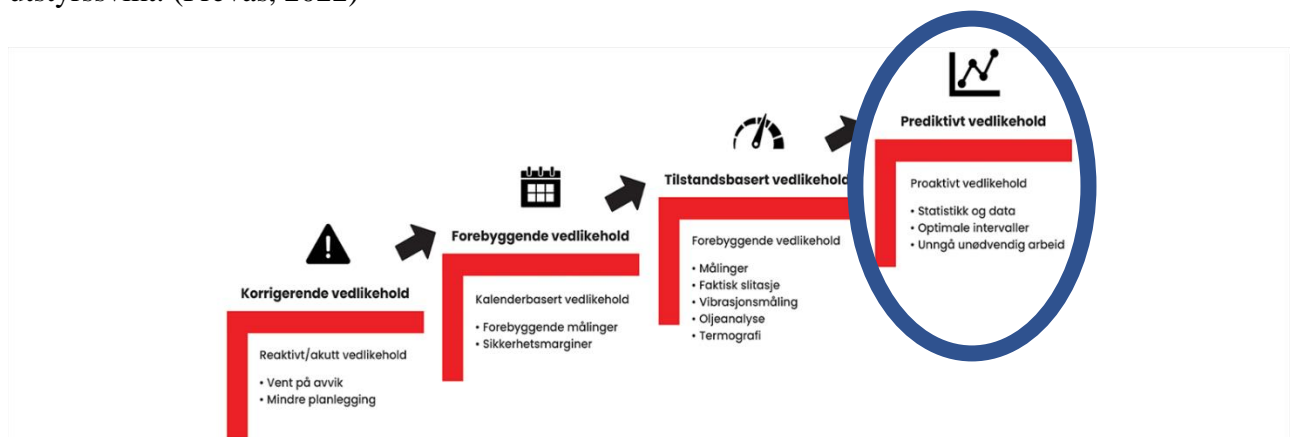 Prediktivt vedlikehold
Proaktivt vedlikehold
• Statistikk og data
• Optimale intervaller
• Unngå unødvendig arbeid
Tilstandsbasert vedlikehold
Forebyggende vedlikehold
• Målinger
• Faktisk slitasje
• Vibrasjonsmåling
• Oljeanalyse
• Termografi
Forebyggende vedlikehold
Kalenderbasert vedlikehold
• Forebyggende målinger
• Sikkerhetsmarginer
Korrigerende vedlikehold
Reaktivt/akutt vedlikehold
• Vent på avvik
• Mindre planlegging